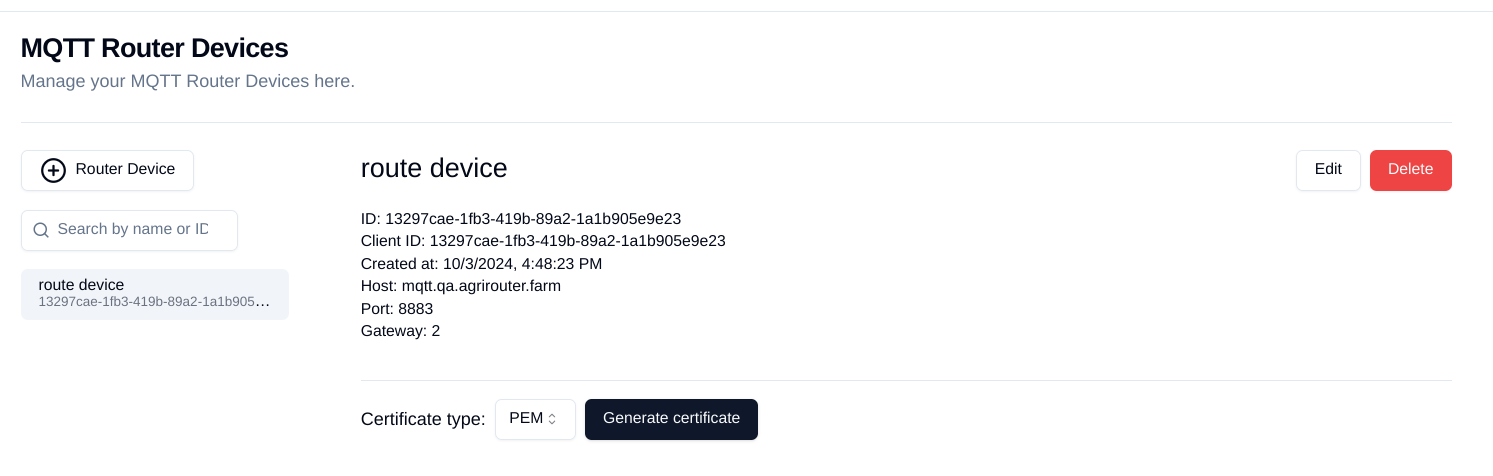 MQTT Router Devices
Manage your MQTT Router Devices here.
Router Device
route device
Edit
Delete
Search by name or ID
ID: 13297cae-1fb3-419b-89a2-1a1b905e9e23
Client ID: 13297cae-1fb3-419b-89a2-1a1b905e9e23
Created at: 10/3/2024, 4:48:23 PM
Host: mqtt.qa.agrirouter.farm
Port: 8883
Gateway: 2
route device
13297cae-1fb3-419b-89a2-1a1b905...
Certificate type:
PEM
Generate certificate